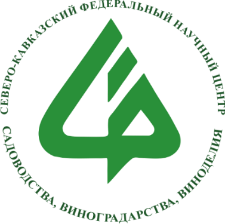 СЕВЕРО-КАВКАЗСКИЙ ФЕДЕРАЛЬНЫЙ НАУЧНЫЙ ЦЕНТР
САДОВОДСТВА, ВИНОГРАДАРСТВА, ВИНОДЕЛИЯ